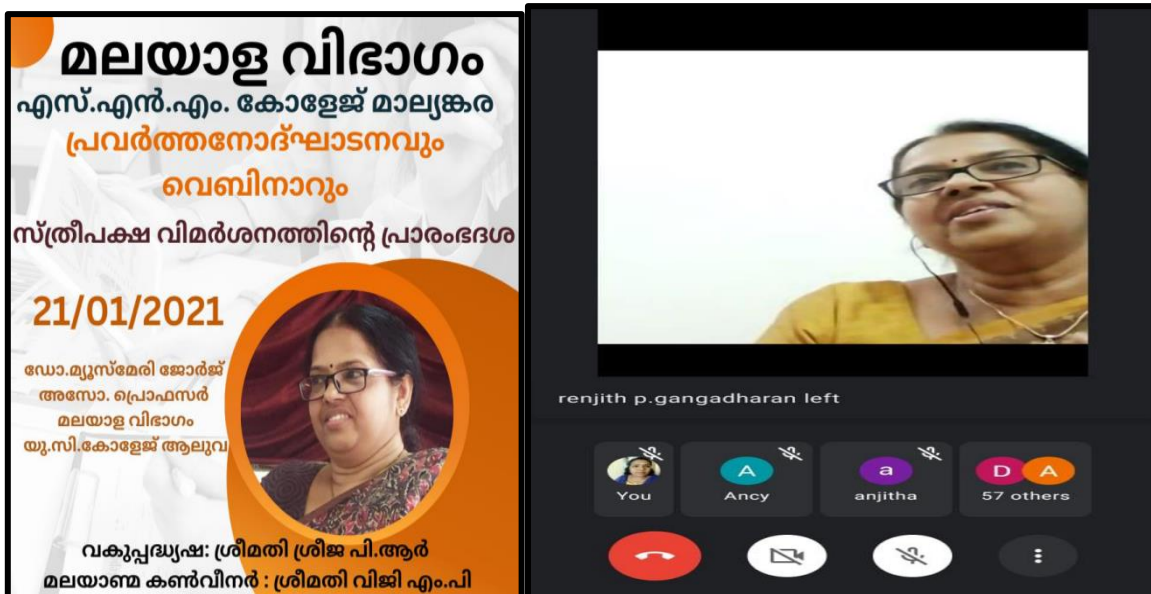 മലയാള വിഭാഗം
എസ്.എൻ.എം. കോളേജ് മാല്യങ്കര
പ്രവർത്തനോദ്ഘാടനവും
വെബിനാറും
സ്ത്രീപക്ഷ വിമർശനത്തിന്റെ പ്രാരംഭദശ
21/01/2021
ഡോ.മ്യൂസ്മേരി ജോർജ്
അസോ. പ്രൊഫസർ
മലയാള വിഭാഗം
യു.സി.കോളേജ് ആലുവ
വകുപ്പദ്ധ്യഷ: ശ്രീമതി ശ്രീജ പി.ആർ
മലയാണ്മ കൺവീനർ : ശ്രീമതി വിജി എം.പി
renjith p.gangadharan left
A
a
D A
You
Ancy
anjitha
57 others